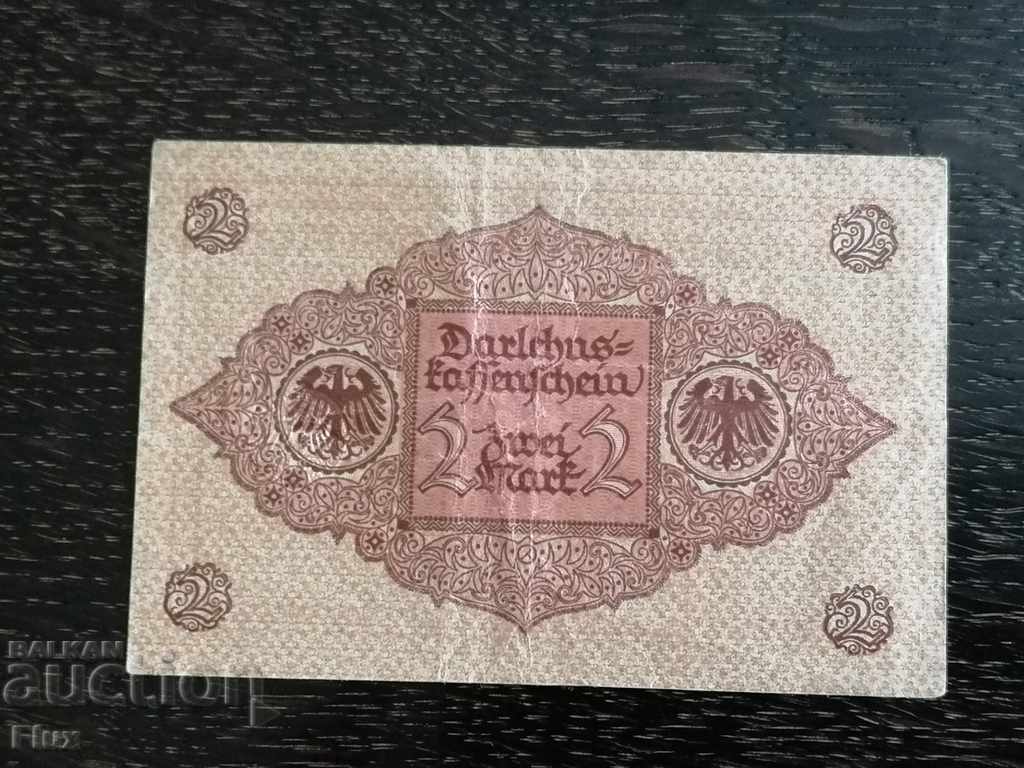 2 2
Darlehns=
kassenschein
2 Zwei 2
Mark
2 2
BALKAN
auction
Flux